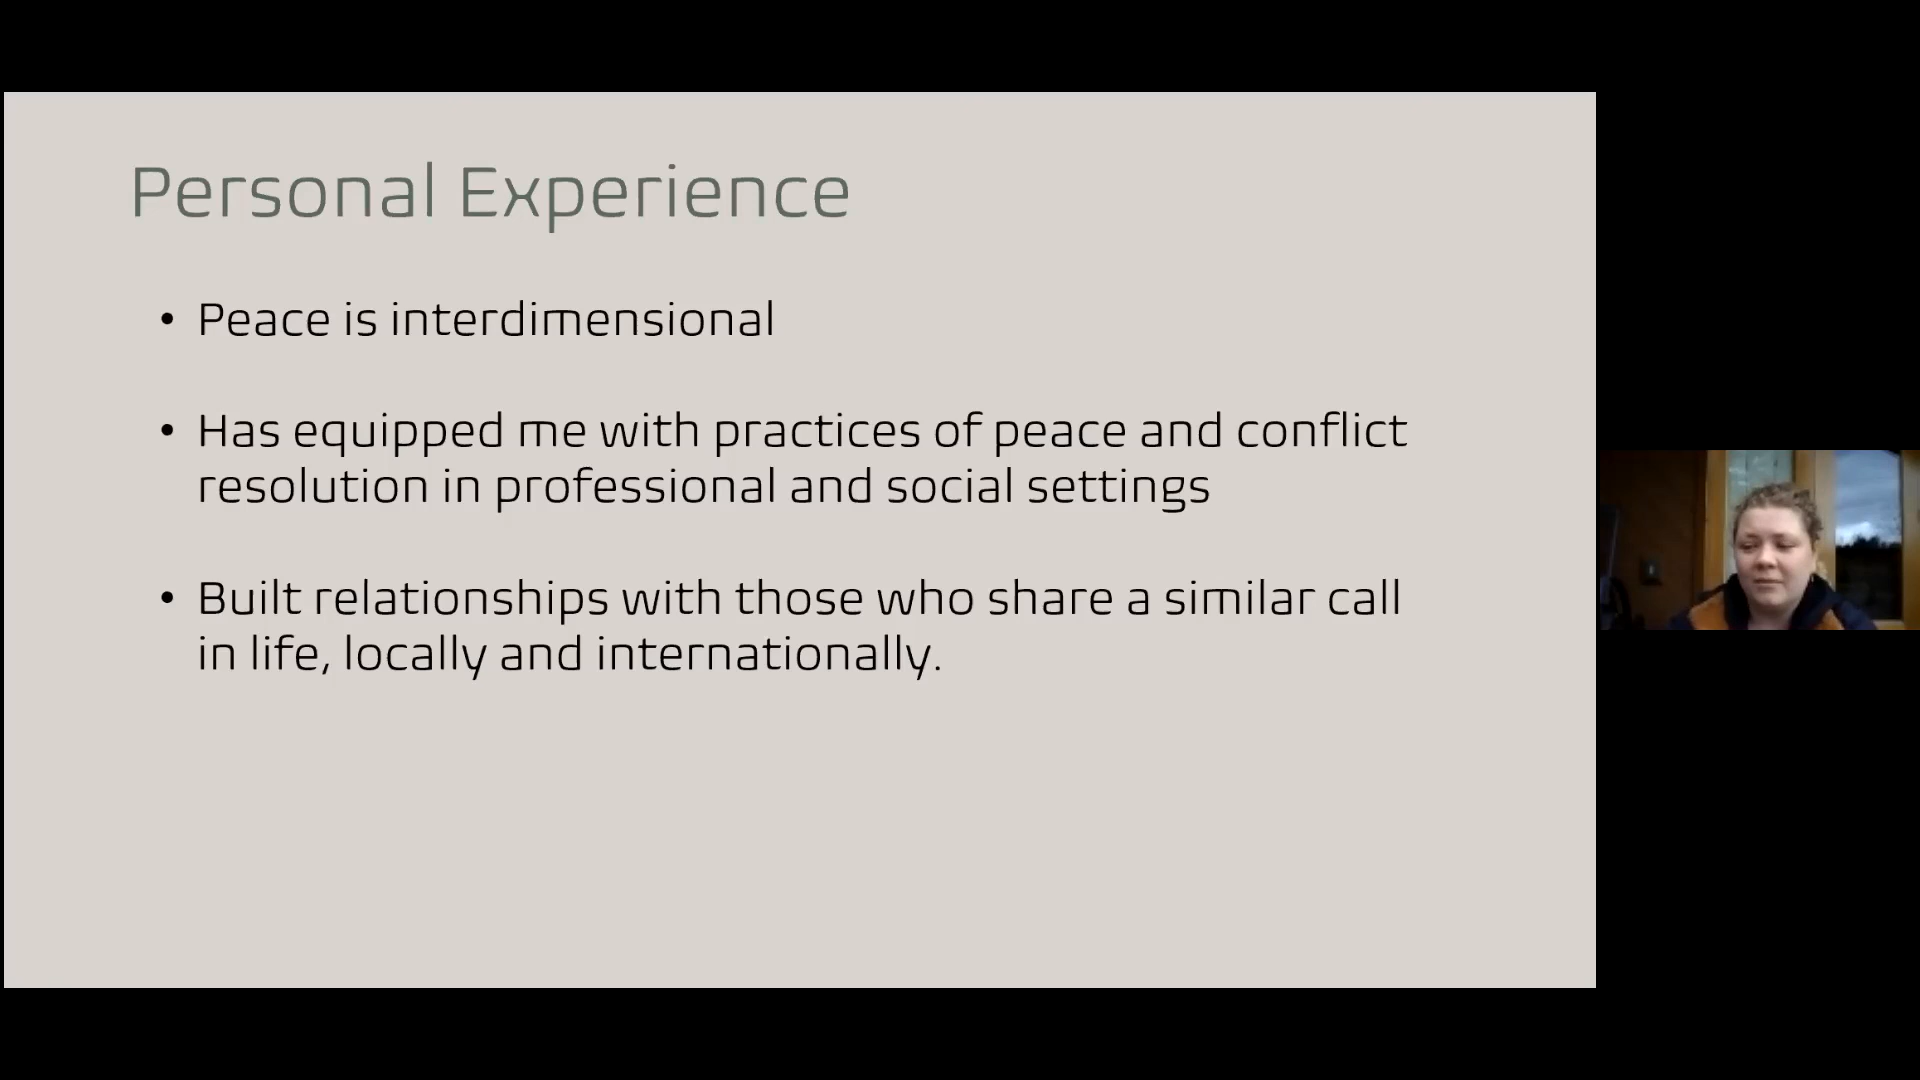 Personal Experience
• Peace is interdimensional
• Has equipped me with practices of peace and conflict
resolution in professional and social settings
• Built relationships with those who share a similar call
in life, locally and internationally.